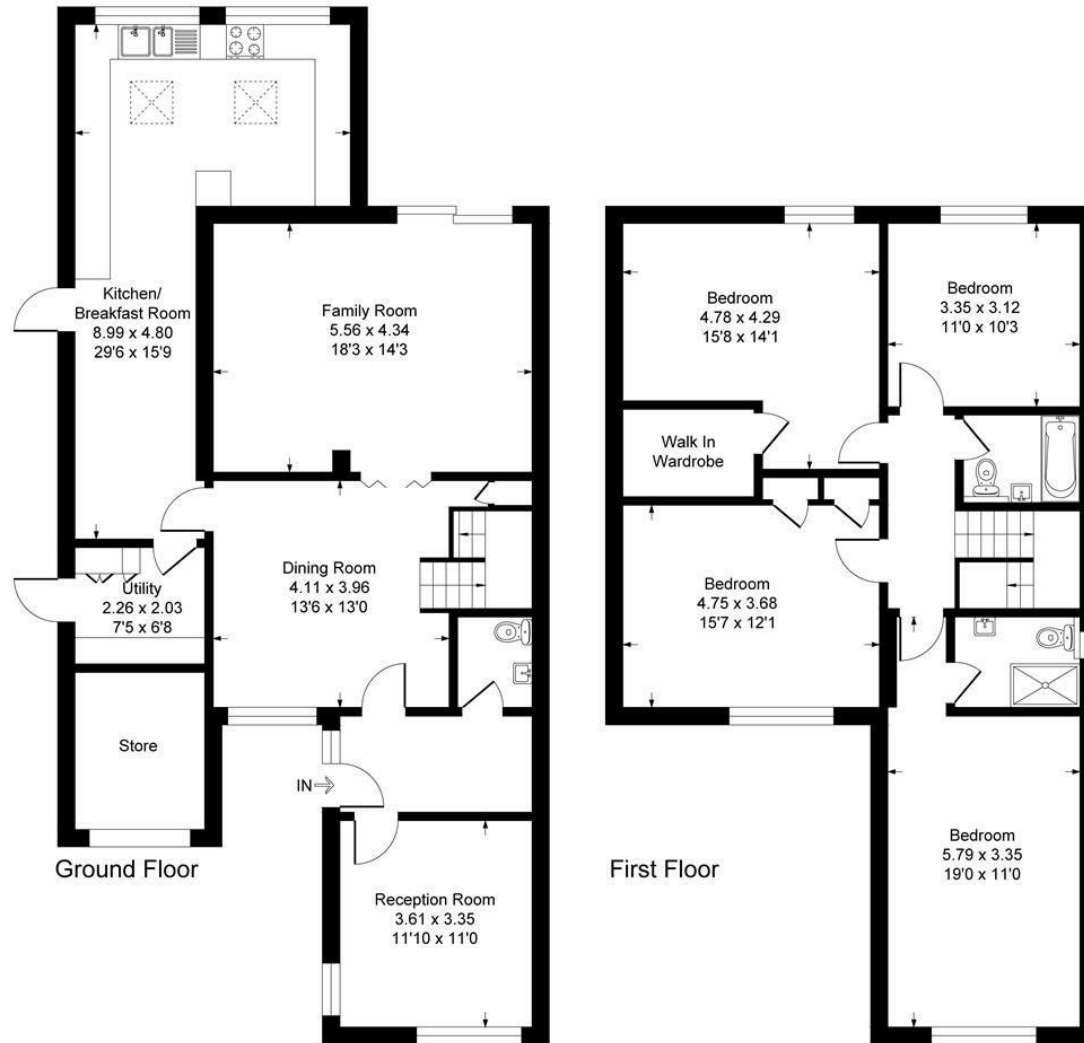 Kitchen/
Breakfast Room
8.99 x 4.80
29'6 x 15'9
Family Room
5.56 x 4.34
18'3 x 14'3
Utility
2.26 x 2.03
7'5 x 6'8
Dining Room
4.11 x 3.96
13'6 x 13'0
Store
IN
Reception Room
3.61 x 3.35
11'10 x 11'0
Ground Floor
Bedroom
4.78 x 4.29
15'8 x 14'1
Bedroom
3.35 x 3.12
11'0 x 10'3
Walk In
Wardrobe
Bedroom
4.75 x 3.68
15'7 x 12'1
Bedroom
5.79 x 3.35
19'0 x 11'0
First Floor